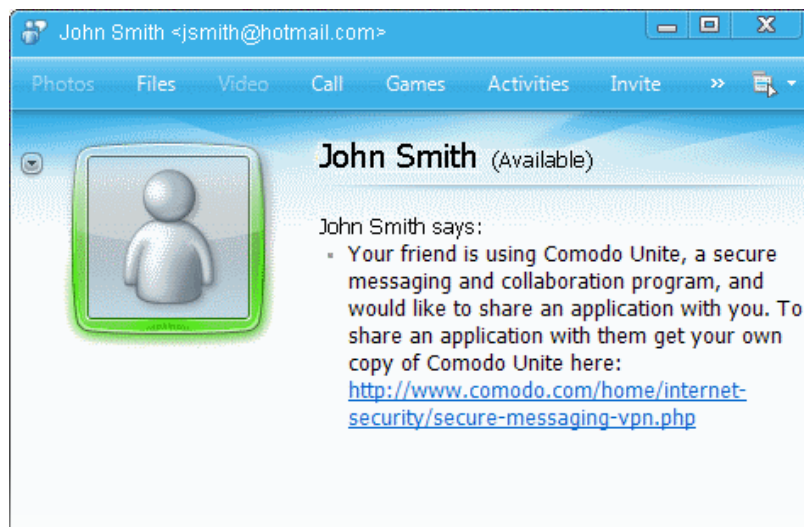 John Smith <jsmith@hotmail.com>
Photos Files Video Call Games Activities Invite »
John Smith (Available)
John Smith says:
Your friend is using Comodo Unite, a secure
messaging and collaboration program, and
would like to share an application with you. To
share an application with them get your own
copy of Comodo Unite here:
http://www.comodo.com/home/internet-
security/secure-messaging-vpn.php